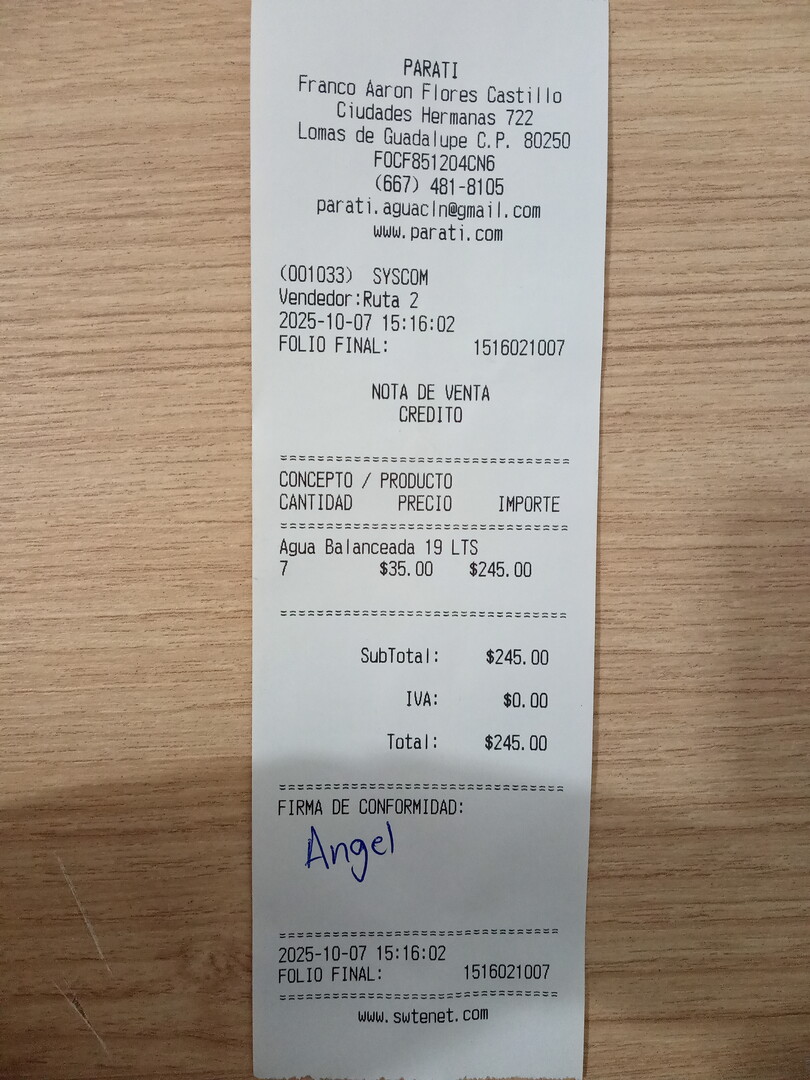 PARATI
Franco Aaron Flores Castillo
Ciudades Hermanas 722
Lomas de Guadalupe C.P. 80250
FOCF851204CN6
(667) 481-8105
parati.aguacln@gmail.com
www.parati.com
(001033) SYSCOM
Vendedor:Ruta 2
2025-10-07 15:16:02
FOLIO FINAL: 1516021007
NOTA DE VENTA
CREDITO
==================================
CONCEPTO / PRODUCTO
CANTIDAD PRECIO IMPORTE
==================================
Agua Balanceada 19 LTS
7 $35.00 $245.00
==================================
SubTotal: $245.00
IVA: $0.00
Total: $245.00
==================================
FIRMA DE CONFORMIDAD:
Angel
==================================
2025-10-07 15:16:02
FOLIO FINAL: 1516021007
==================================
www.swtenet.com